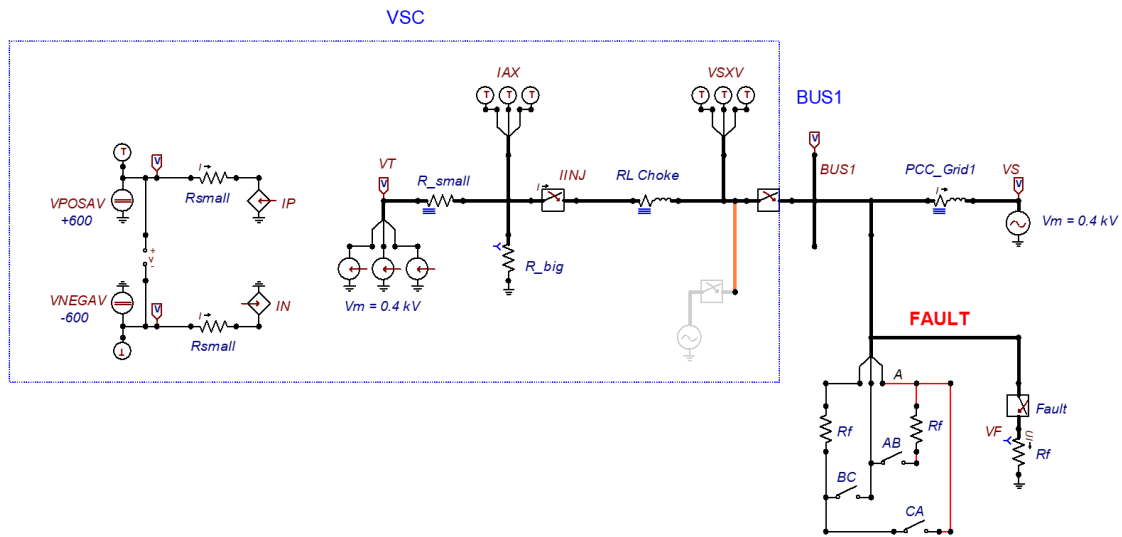 VSC
IAX
VSXV
BUS1
T
T
T
T
T
T
T
V
VT
V
R_small
I
IINJ
RL Choke
V
BUS1
PCC_Grid1
I
VS
V
VPOSAV
+600
I
Rsmall
IP
Vm = 0.4 kV
+
v
-
R_big
Vm = 0.4 kV
VNEGAV
-600
V
I
Rsmall
IN
T
FAULT
A
Rf
AB
Rf
Fault
VF
UI
Rf
BC
CA